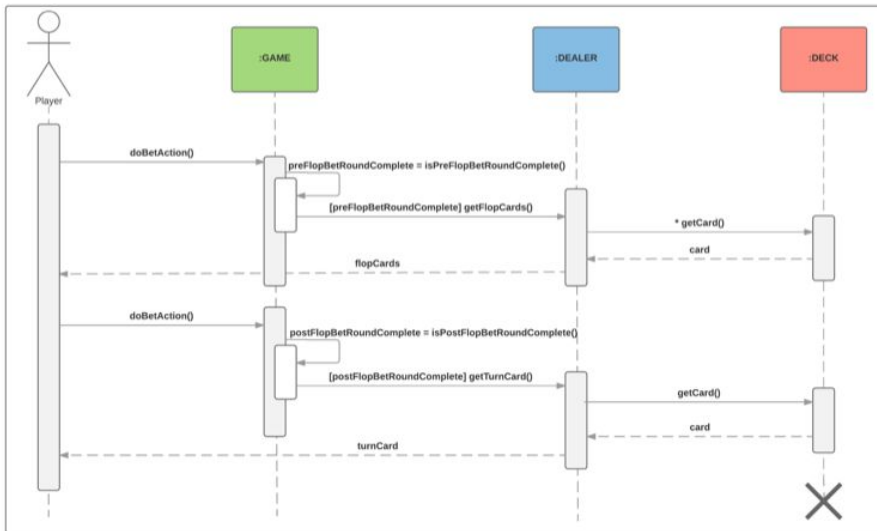 :GAME
:DEALER
:DECK
Player
doBetAction()
preFlopBetRoundComplete = isPreFlopBetRoundComplete()
[preFlopBetRoundComplete] getFlopCards()
* getCard()
card
flopCards
doBetAction()
postFlopBetRoundComplete = isPostFlopBetRoundComplete()
[postFlopBetRoundComplete] getTurnCard()
getCard()
card
turnCard